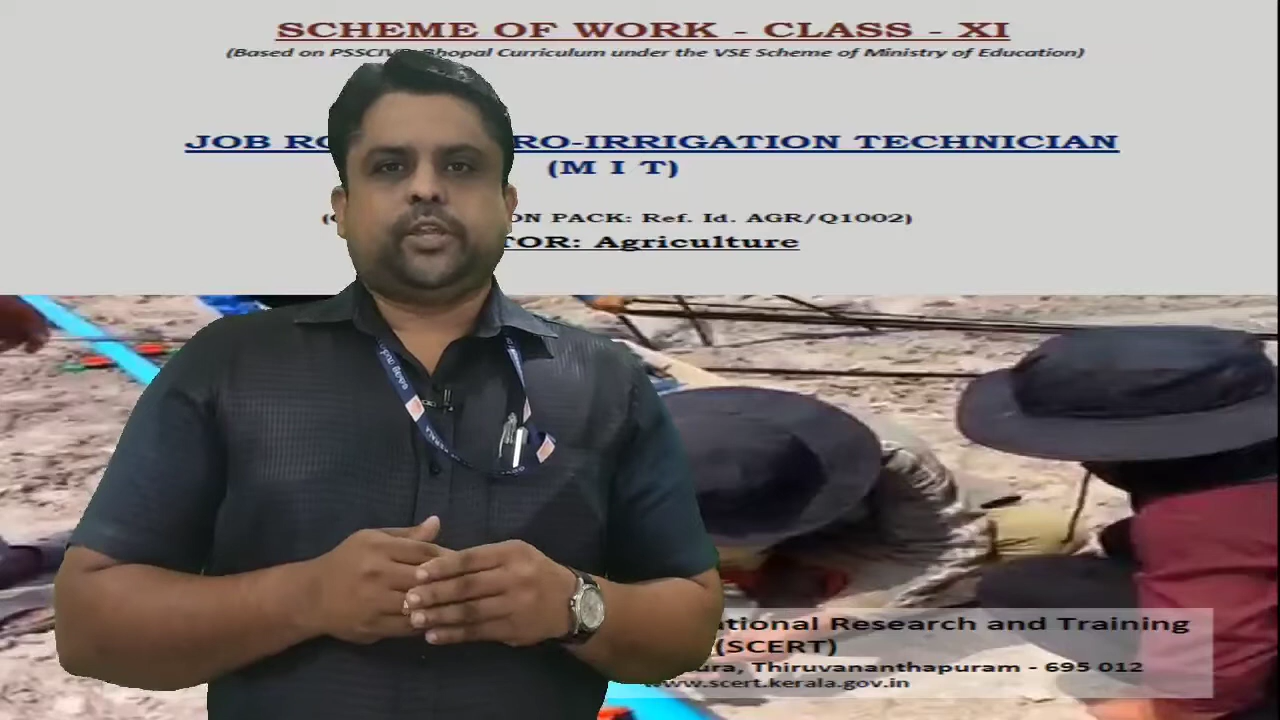 SCHEME OF WORK - CLASS - XI
(Based on PSSCIVE, Bhopal Curriculum under the VSE Scheme of Ministry of Education)
JOB RO RO-IRRIGATION TECHNICIAN
(M I T)
( ON PACK: Ref. Id. AGR/Q1002)
TOR: Agriculture
ational Research and Training
(SCERT)
ura, Thiruvananthapuram - 695 012
www.scert.kerala.gov.in